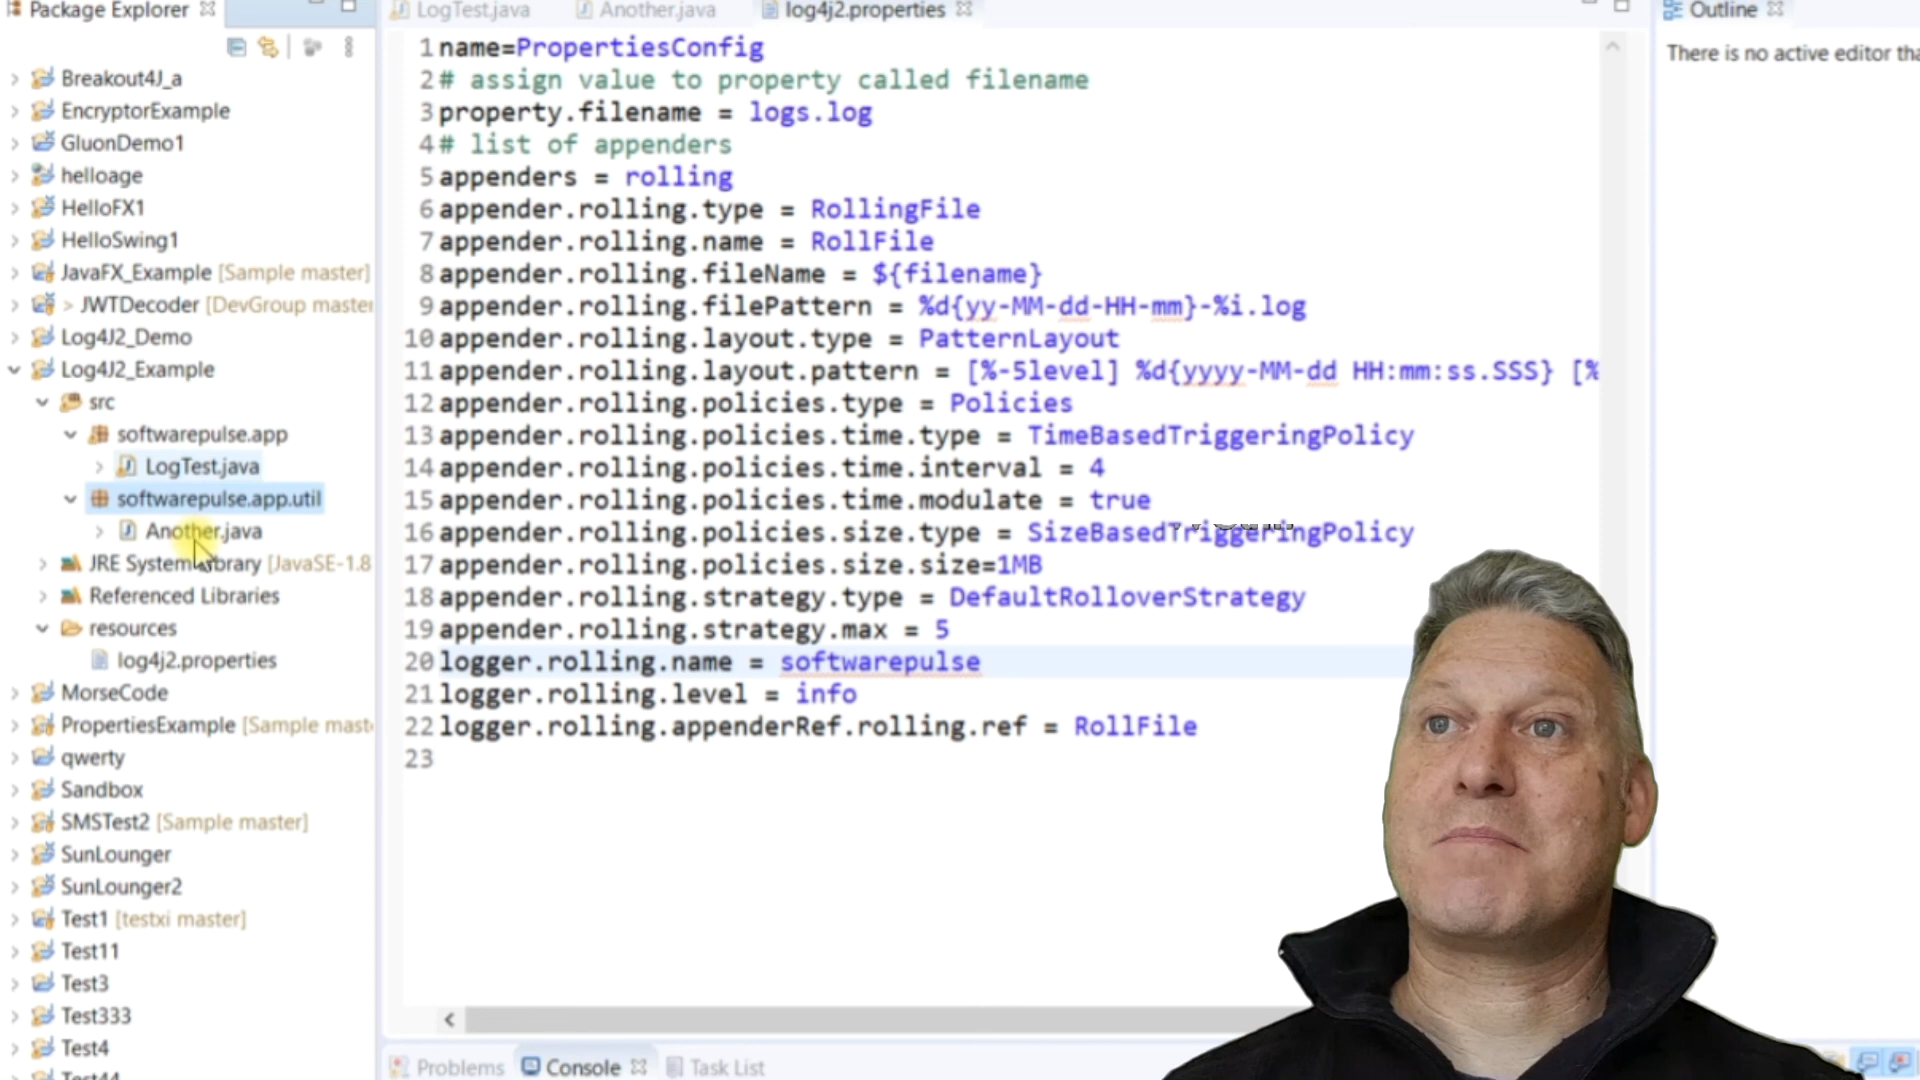 Package Explorer
LogTest.java
Another.java
log4j2.properties
Outline
There is no active editor tha
Breakout4J_a
EncryptorExample
GluonDemo1
helloage
HelloFX1
HelloSwing1
JavaFX_Example [Sample master]
> JWTDecoder [DevGroup master
Log4J2_Demo
Log4J2_Example
src
softwarepulse.app
LogTest.java
softwarepulse.app.util
Another.java
JRE System Library [JavaSE-1.8
Referenced Libraries
resources
log4j2.properties
MorseCode
PropertiesExample [Sample mast
qwerty
Sandbox
SMSTest2 [Sample master]
SunLounger
SunLounger2
Test1 [testxi master]
Test11
Test3
Test333
Test4
Test44
1 name=PropertiesConfig
2 # assign value to property called filename
3 property.filename = logs.log
4 # list of appenders
5 appenders = rolling
6 appender.rolling.type = RollingFile
7 appender.rolling.name = RollFile
8 appender.rolling.fileName = ${filename}
9 appender.rolling.filePattern = %d{yy-MM-dd-HH-mm}-%i.log
10 appender.rolling.layout.type = PatternLayout
11 appender.rolling.layout.pattern = [%-5level] %d{yyyy-MM-dd HH:mm:ss.SSS} [%
12 appender.rolling.policies.type = Policies
13 appender.rolling.policies.time.type = TimeBasedTriggeringPolicy
14 appender.rolling.policies.time.interval = 4
15 appender.rolling.policies.time.modulate = true
16 appender.rolling.policies.size.type = SizeBasedTriggeringPolicy
17 appender.rolling.policies.size.size=1MB
18 appender.rolling.strategy.type = DefaultRolloverStrategy
19 appender.rolling.strategy.max = 5
20 logger.rolling.name = softwarepulse
21 logger.rolling.level = info
22 logger.rolling.appenderRef.rolling.ref = RollFile
23
Problems
Console
Task List